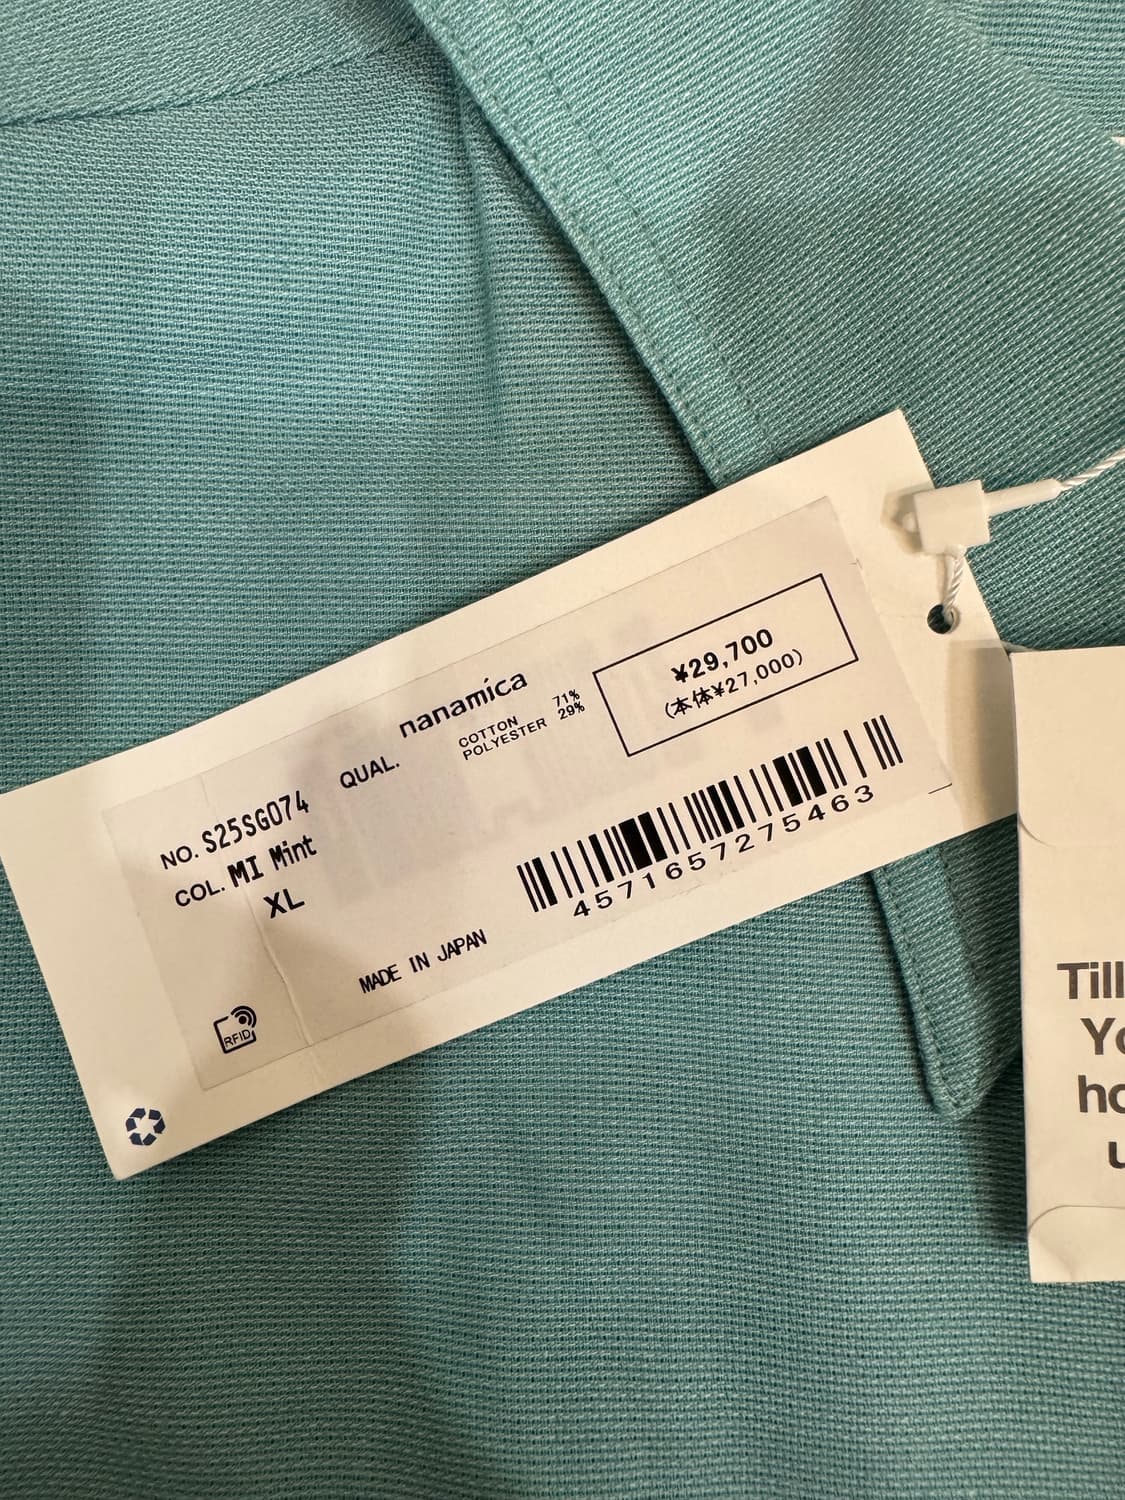 nanamica
QUAL. COTTON 71%
POLYESTER 29%
¥29,700
(本体¥27,000)
NO. S25SG074
COL. MI Mint
XL
4571657275463
MADE IN JAPAN
RFID
Till
Yo
ho
u